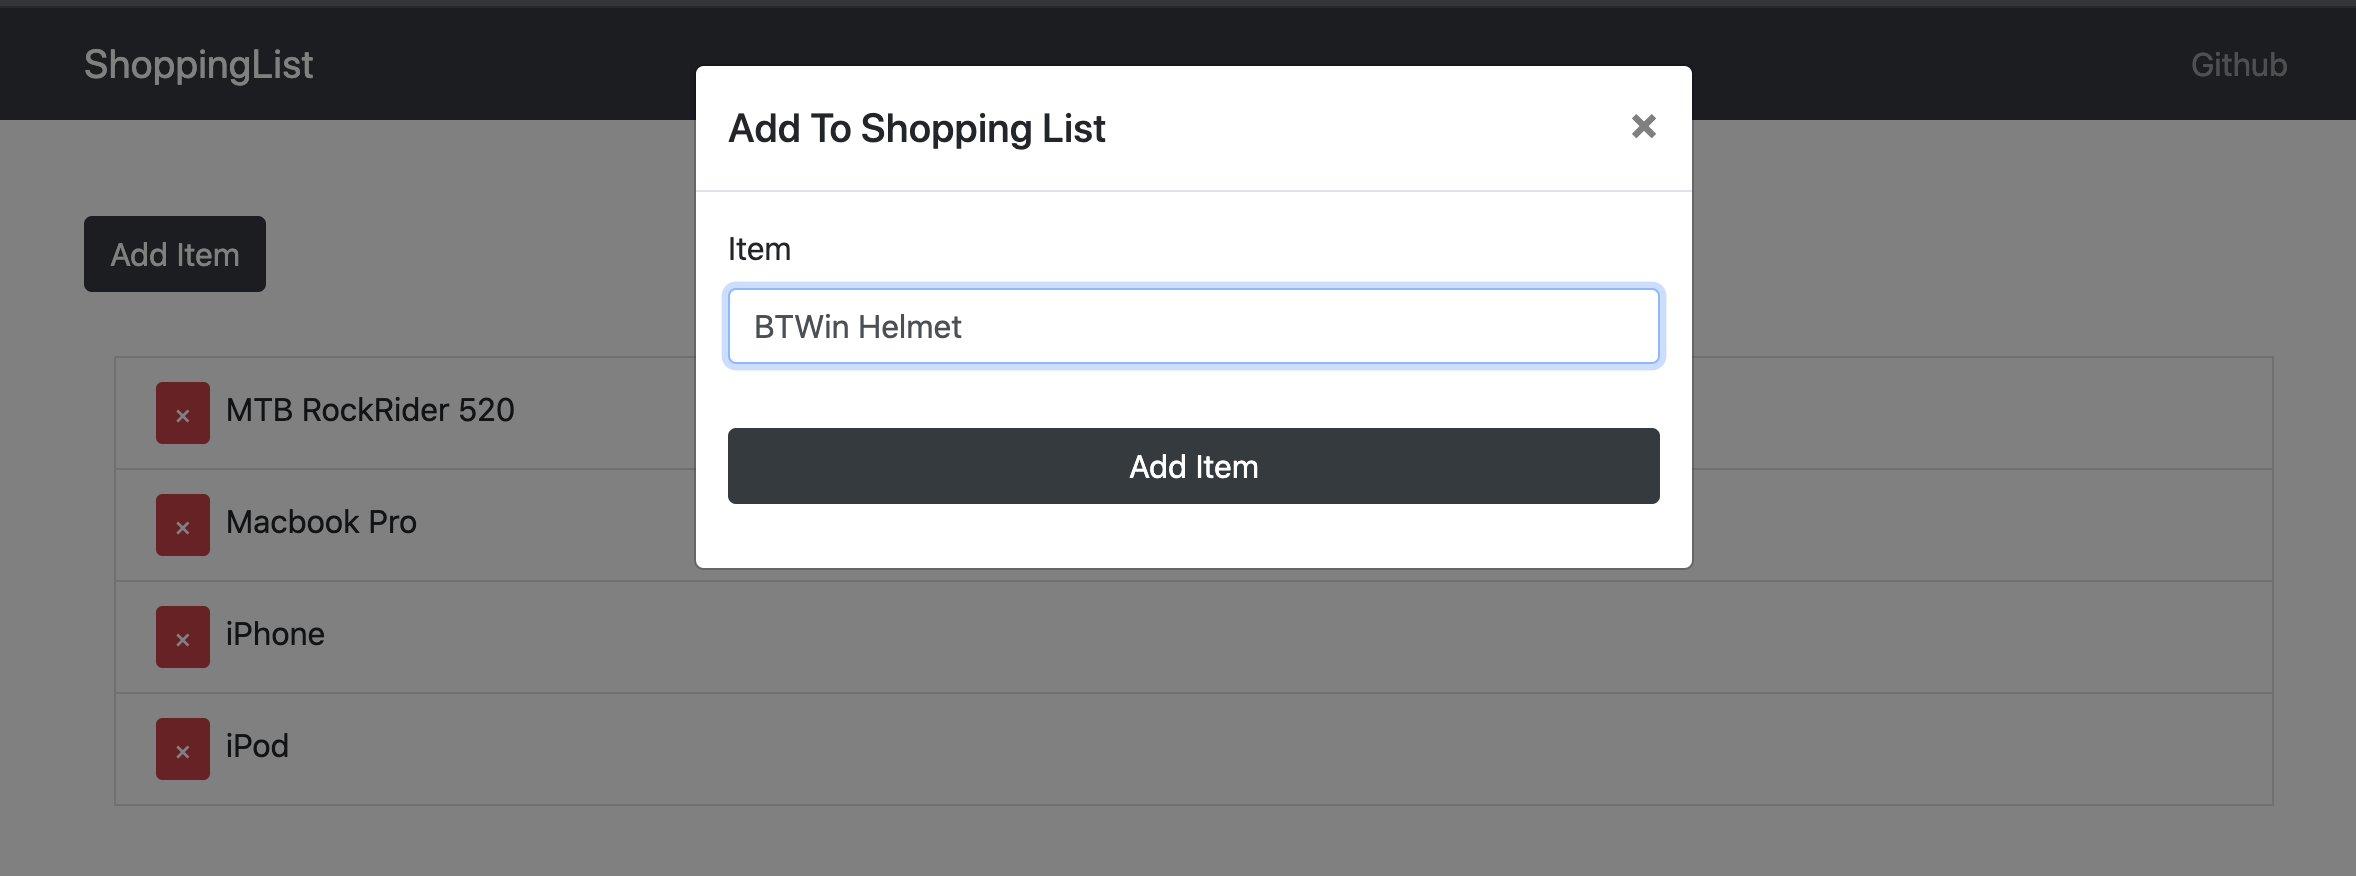 ShoppingList
Github
Add To Shopping List
×
Item
BTWin Helmet
Add Item
Add Item
× MTB RockRider 520
× Macbook Pro
× iPhone
× iPod